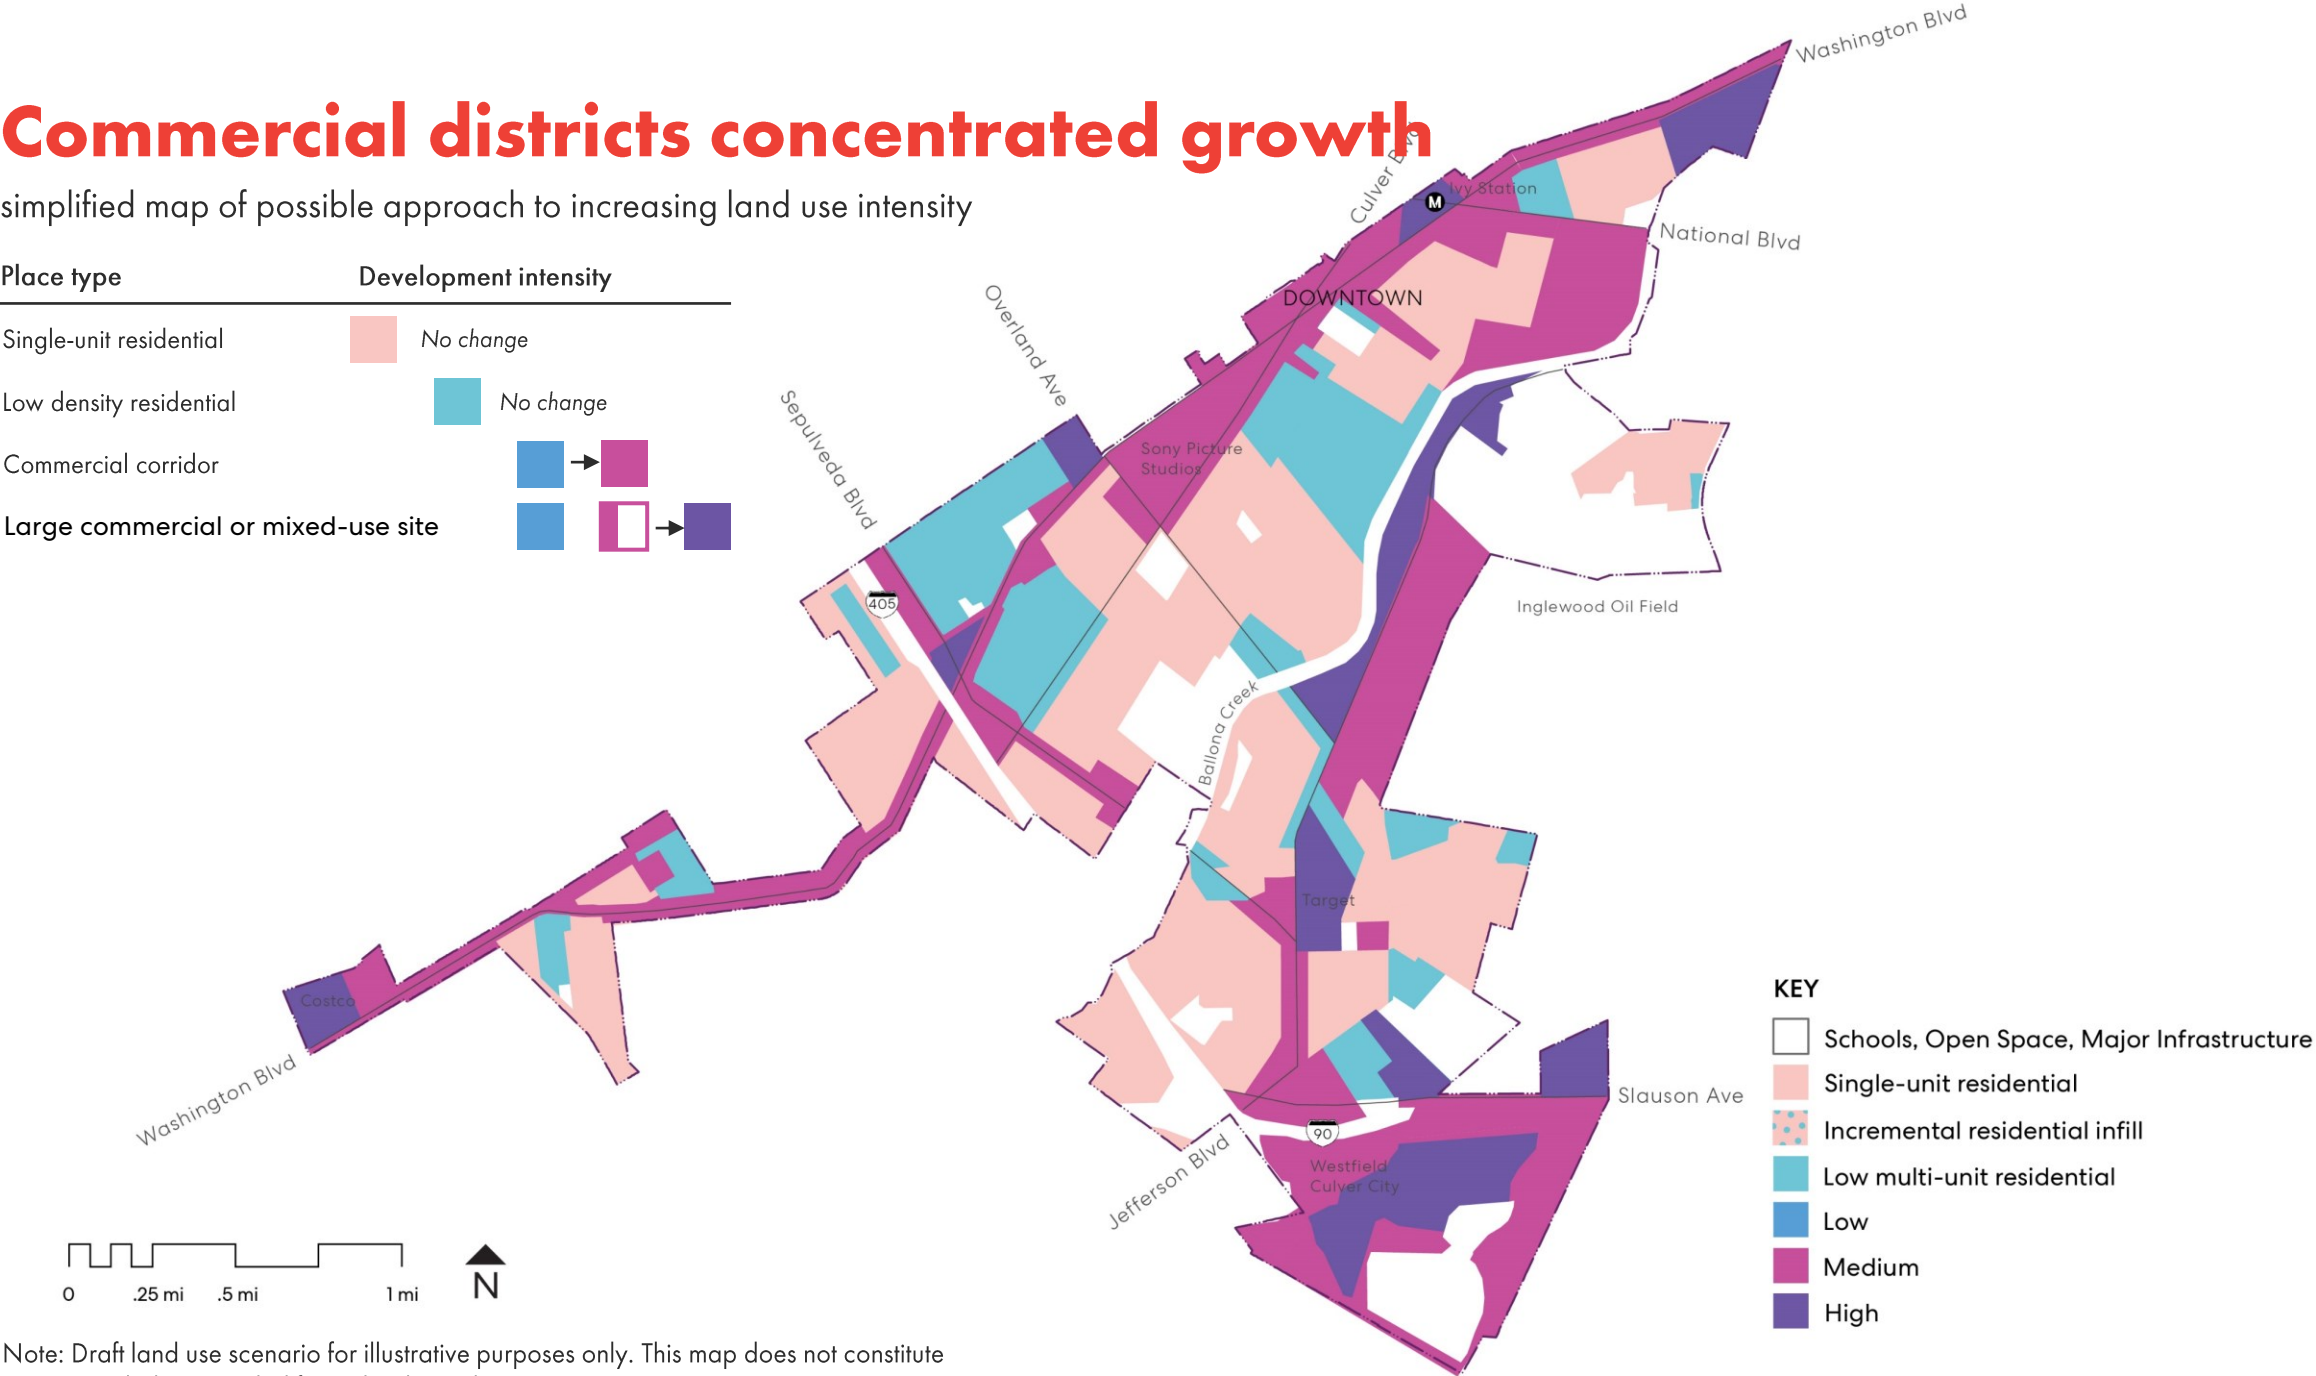 Commercial districts concentrated growth
simplified map of possible approach to increasing land use intensity
Place type Development intensity
Single-unit residential No change
Low density residential No change
Commercial corridor
Large commercial or mixed-use site
Washington Blvd
Culver Blvd
Ivy Station
M
National Blvd
DOWNTOWN
Overland Ave
Sepulveda Blvd
Sony Picture
Studios
405
Inglewood Oil Field
Ballona Creek
Target
Costco
Washington Blvd
Slauson Ave
90
Jefferson Blvd
Westfield
Culver City
KEY
Schools, Open Space, Major Infrastructure
Single-unit residential
Incremental residential infill
Low multi-unit residential
Low
Medium
High
0 .25 mi .5 mi 1 mi
N
Note: Draft land use scenario for illustrative purposes only. This map does not constitute